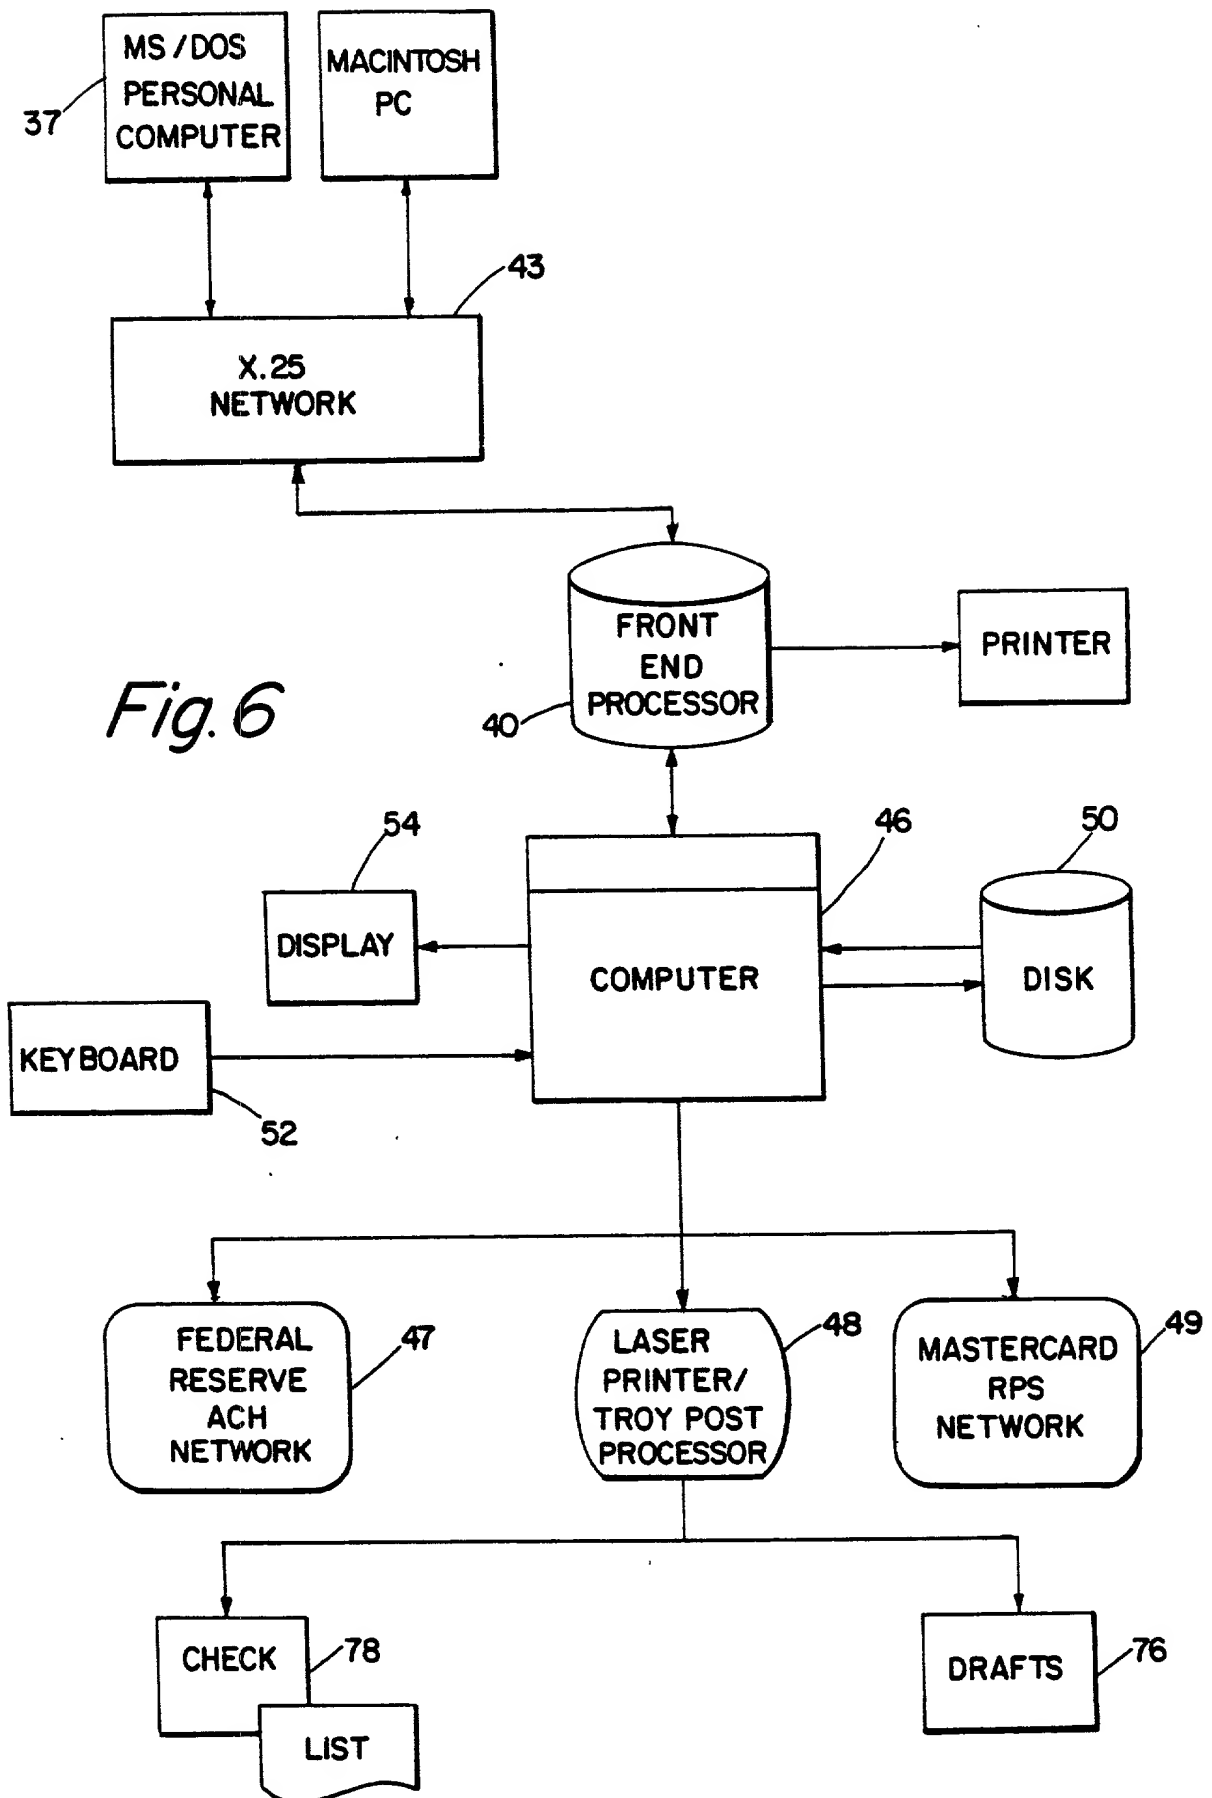 MS/DOS
PERSONAL
COMPUTER
MACINTOSH
PC
37
43
X.25
NETWORK
FRONT
END
PROCESSOR
PRINTER
Fig. 6
40
54
46
50
DISPLAY
COMPUTER
DISK
KEYBOARD
52
FEDERAL
RESERVE
ACH
NETWORK
47
LASER
PRINTER/
TROY POST
PROCESSOR
48
MASTERCARD
RPS
NETWORK
49
CHECK
78
LIST
DRAFTS
76